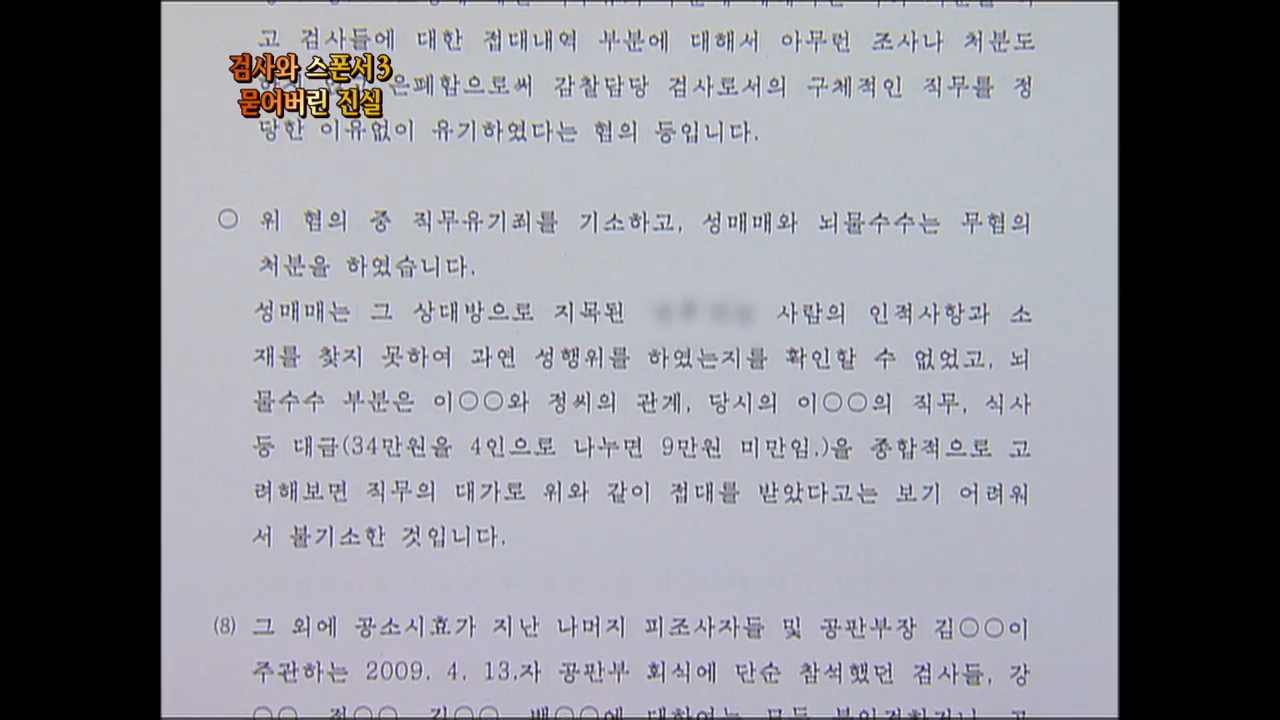 고 검사들에 대한 접대내역 부분에 대해서 아무런 조사나 처분도
검사와 스폰서3
묻어버린 진실
은폐함으로써 감찰담당 검사로서의 구체적인 직무를 정
당한 이유없이 유기하였다는 혐의 등입니다.
○ 위 혐의 중 직무유기죄를 기소하고, 성매매와 뇌물수수는 무혐의
처분을 하였습니다.
성매매는 그 상대방으로 지목된 사람의 인적사항과 소
재를 찾지 못하여 과연 성행위를 하였는지를 확인할 수 없었고, 뇌
물수수 부분은 이○○와 정씨의 관계, 당시의 이○○의 직무, 식사
등 대금(34만원을 4인으로 나누면 9만원 미만임.)을 종합적으로 고
려해보면 직무의 대가로 위와 같이 접대를 받았다고는 보기 어려워
서 불기소한 것입니다.
(8) 그 외에 공소시효가 지난 나머지 피조사자들 및 공판부장 김○○이
주관하는 2009. 4. 13.자 공판부 회식에 단순 참석했던 검사들, 강